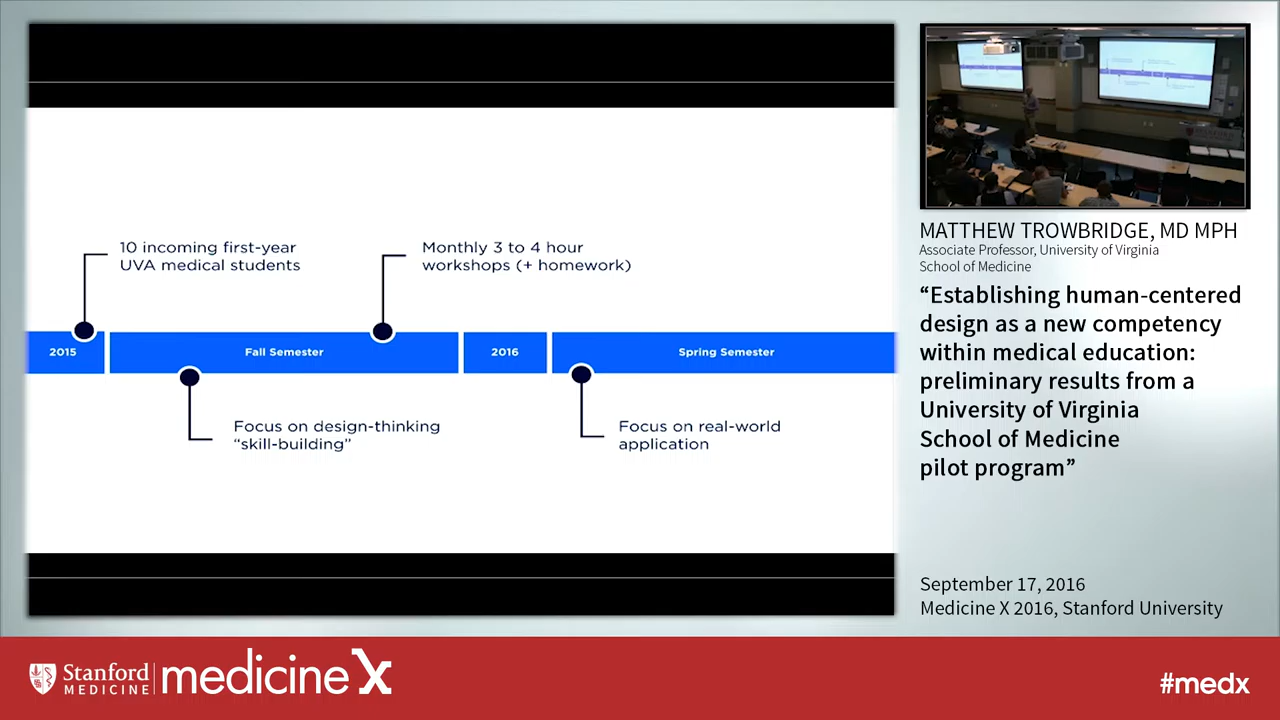 10 incoming first-year
UVA medical students
Monthly 3 to 4 hour
workshops (+ homework)
2015
Fall Semester
2016
Spring Semester
Focus on design-thinking
“skill-building”
Focus on real-world
application
MATTHEW TROWBRIDGE, MD MPH
Associate Professor, University of Virginia
School of Medicine
“Establishing human-centered
design as a new competency
within medical education:
preliminary results from a
University of Virginia
School of Medicine
pilot program”
September 17, 2016
Medicine X 2016, Stanford University
Stanford
MEDICINE
medicine X
#medx